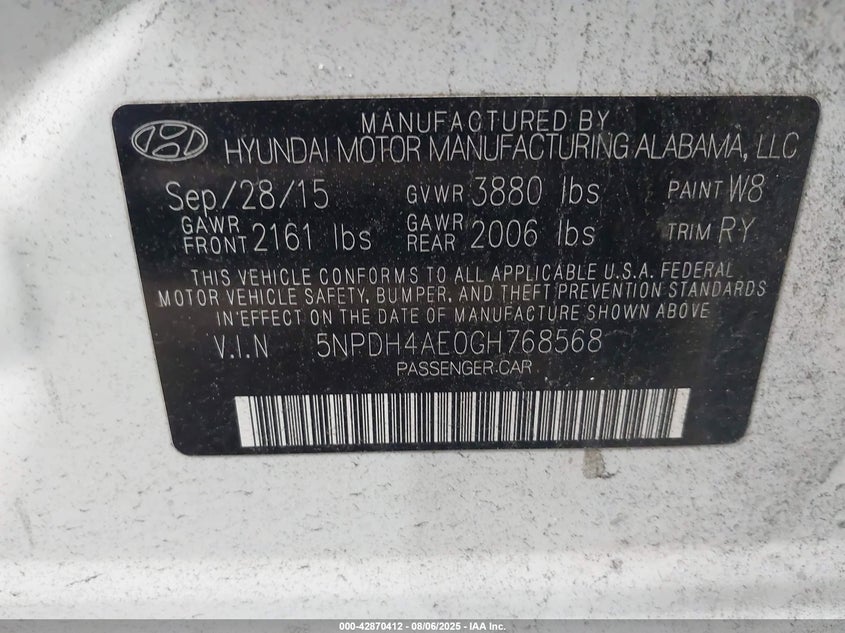 MANUFACTURED BY
HYUNDAI MOTOR MANUFACTURING ALABAMA, LLC
Sep/28/15 GVWR 3880 lbs PAINT W8
GAWR FRONT 2161 lbs GAWR REAR 2006 lbs TRIM RY
THIS VEHICLE CONFORMS TO ALL APPLICABLE U.S.A. FEDERAL
MOTOR VEHICLE SAFETY, BUMPER, AND THEFT PREVENTION STANDARDS
IN EFFECT ON THE DATE OF MANUFACTURE SHOWN ABOVE
V.I.N 5NPDH4AE0GH768568
PASSENGER CAR
000-42870412 - 08/06/2025 - IAA Inc.